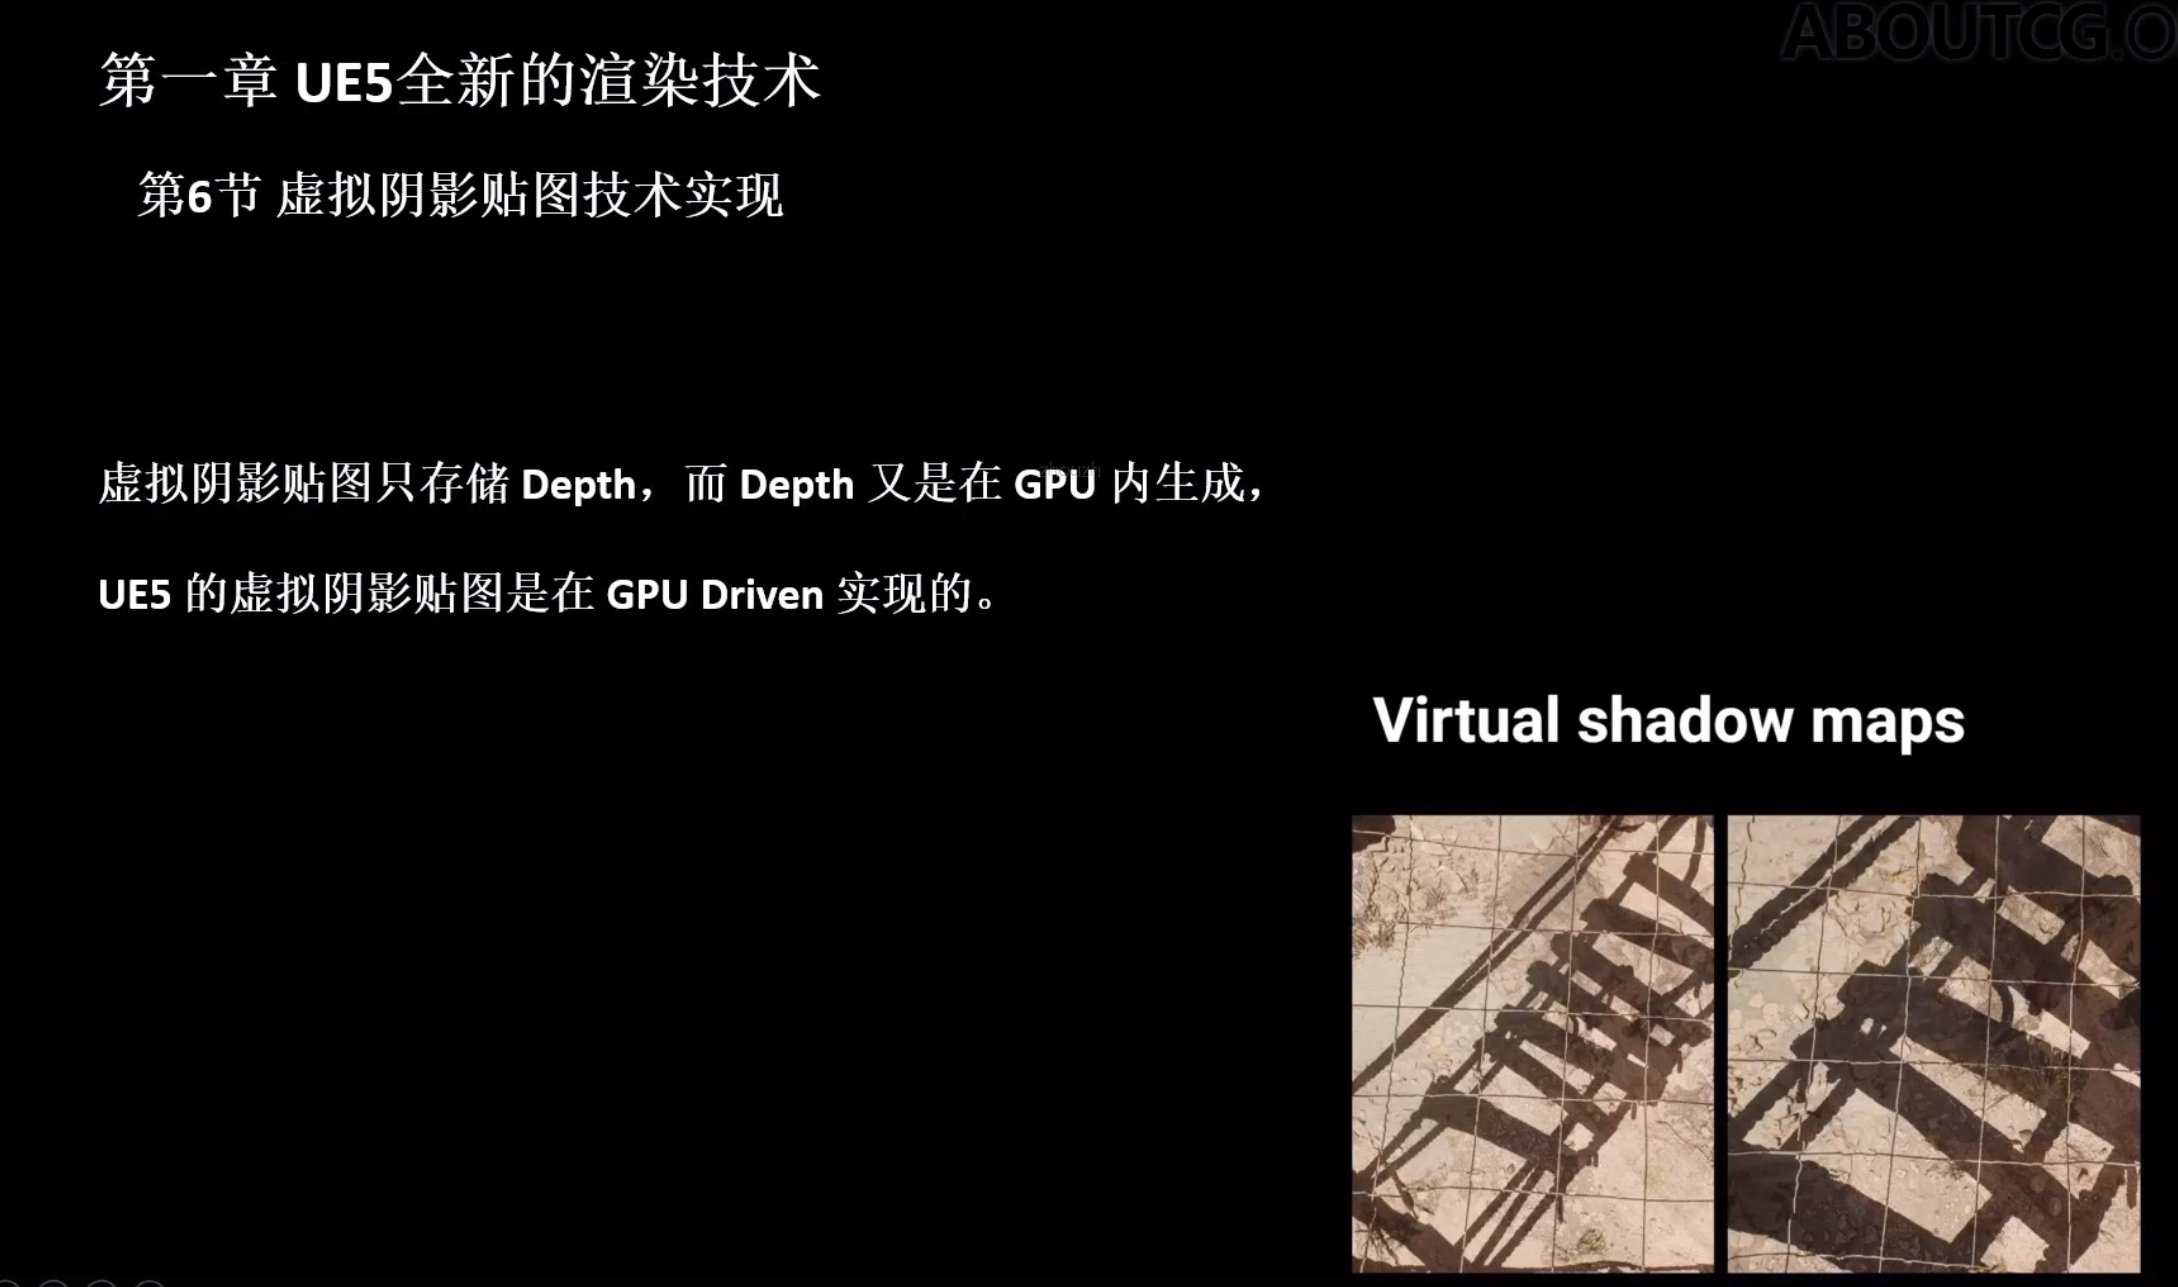 ABOUTCG.O
第一章 UE5全新的渲染技术
第6节 虚拟阴影贴图技术实现
虚拟阴影贴图只存储 Depth，而 Depth 又是在 GPU 内生成，
UE5 的虚拟阴影贴图是在 GPU Driven 实现的。
Virtual shadow maps